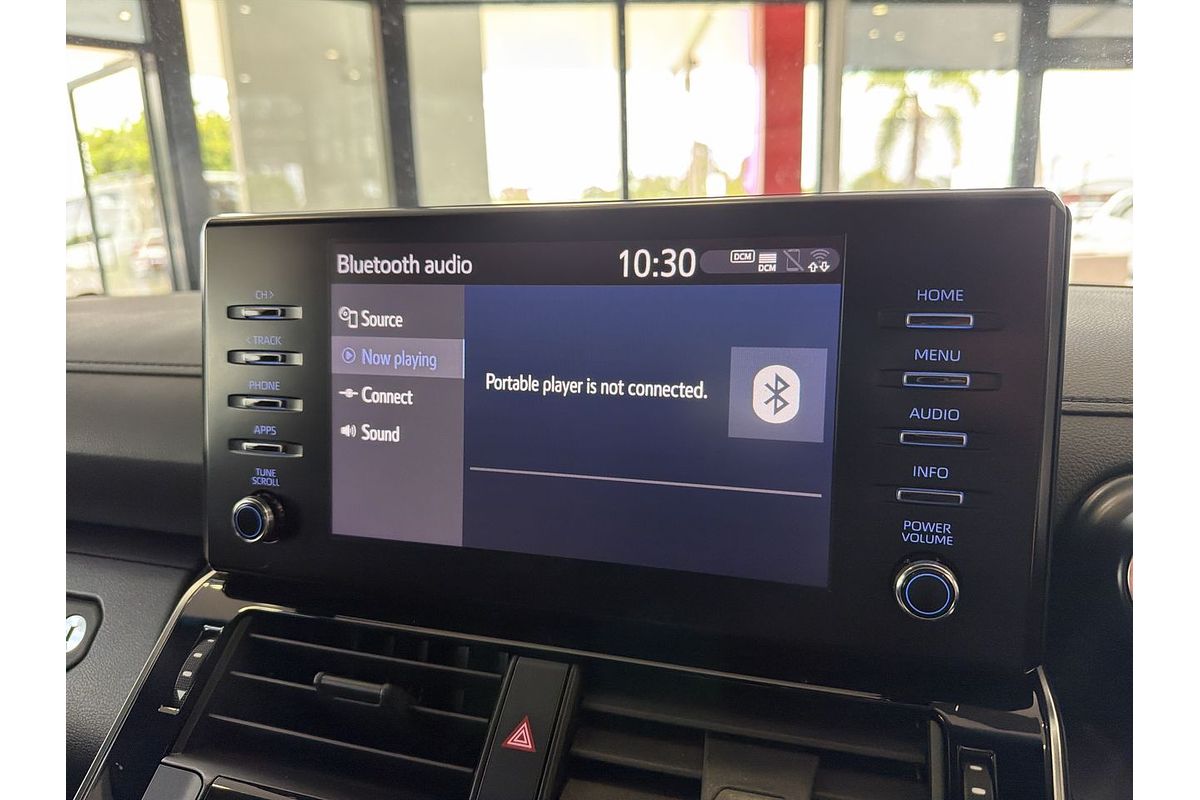 Bluetooth audio
10:30
DCM
DCM
Source
Now playing
Connect
Sound
Portable player is not connected.
CH >
< TRACK
PHONE
APPS
TUNE
SCROLL
HOME
MENU
AUDIO
INFO
POWER
VOLUME